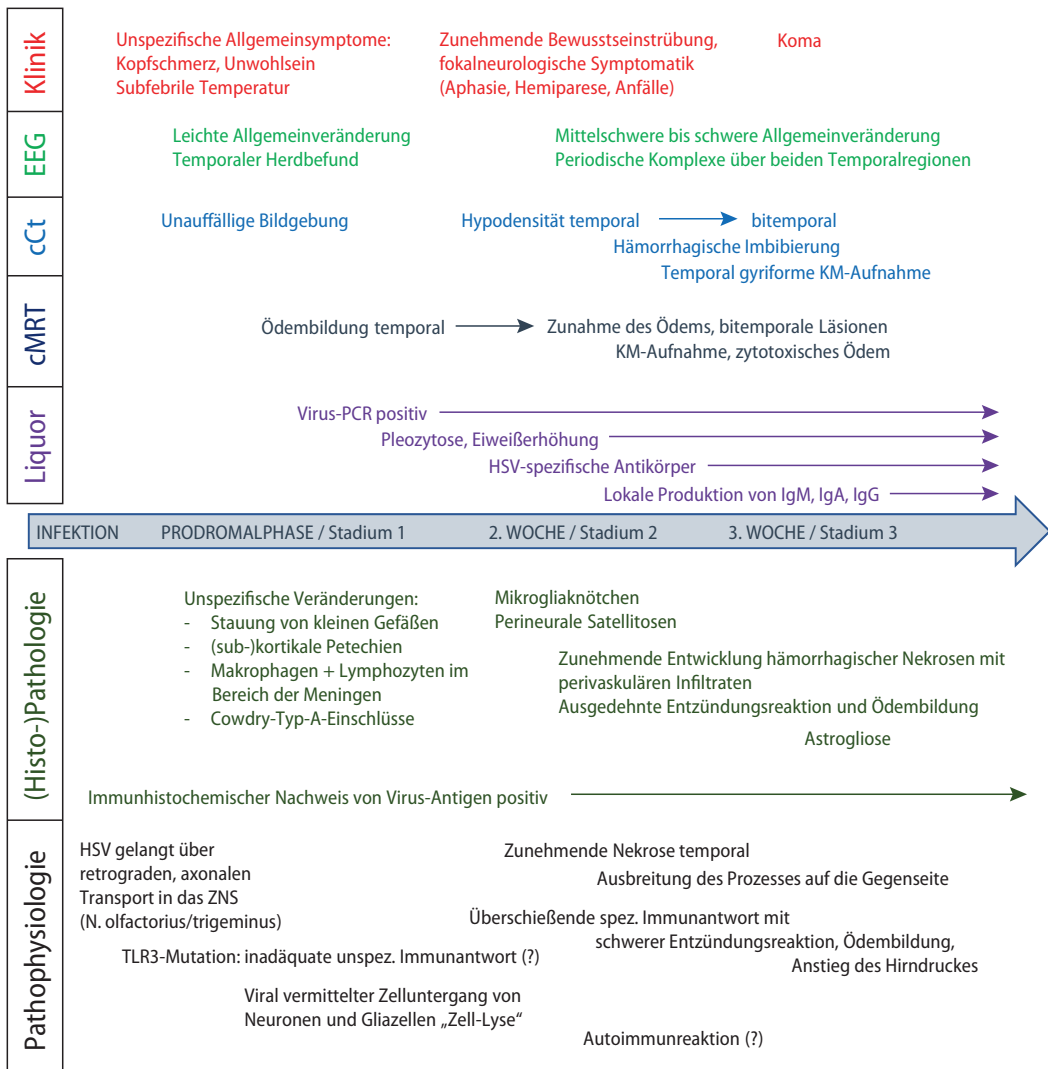 Klinik
Unspezifische Allgemeinsymptome:
Kopfschmerz, Unwohlsein
Subfebrile Temperatur
Zunehmende Bewusstseinstrübung,
fokalneurologische Symptomatik
(Aphasie, Hemiparese, Anfälle)
Koma
EEG
Leichte Allgemeinveränderung
Temporaler Herdbefund
Mittelschwere bis schwere Allgemeinveränderung
Periodische Komplexe über beiden Temporalregionen
cCt
Unauffällige Bildgebung
Hypodensität temporal
bitemporal
Hämorrhagische Imbibierung
Temporal gyriforme KM-Aufnahme
cMRT
Ödembildung temporal
Zunahme des Ödems, bitemporale Läsionen
KM-Aufnahme, zytotoxisches Ödem
Liquor
Virus-PCR positiv
Pleozytose, Eiweißerhöhung
HSV-spezifische Antikörper
Lokale Produktion von IgM, IgA, IgG
INFEKTION
PRODROMALPHASE / Stadium 1
2. WOCHE / Stadium 2
3. WOCHE / Stadium 3
(Histo-)Pathologie
Unspezifische Veränderungen:
- Stauung von kleinen Gefäßen
- (sub-)kortikale Petechien
- Makrophagen + Lymphozyten im
Bereich der Meningen
- Cowdry-Typ-A-Einschlüsse
Mikrogliaknötchen
Perineurale Satellitosen
Zunehmende Entwicklung hämorrhagischer Nekrosen mit
perivaskulären Infiltraten
Ausgedehnte Entzündungsreaktion und Ödembildung
Astrogliose
Immunhistochemischer Nachweis von Virus-Antigen positiv
Pathophysiologie
HSV gelangt über
retrograden, axonalen
Transport in das ZNS
(N. olfactorius/trigeminus)
Zunehmende Nekrose temporal
Ausbreitung des Prozesses auf die Gegenseite
Überschießende spez. Immunantwort mit
schwerer Entzündungsreaktion, Ödembildung,
Anstieg des Hirndruckes
TLR3-Mutation: inadäquate unspez. Immunantwort (?)
Viral vermittelter Zelluntergang von
Neuronen und Gliazellen „Zell-Lyse“
Autoimmunreaktion (?)